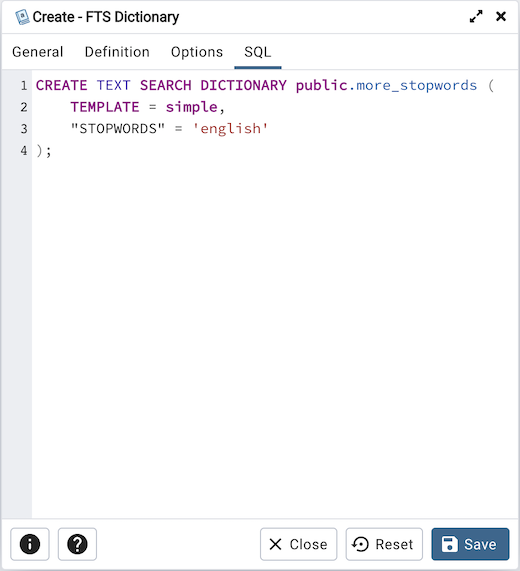 Create - FTS Dictionary
General Definition Options SQL
1 CREATE TEXT SEARCH DICTIONARY public.more_stopwords (
2 TEMPLATE = simple,
3 "STOPWORDS" = 'english'
4 );
Close Reset Save